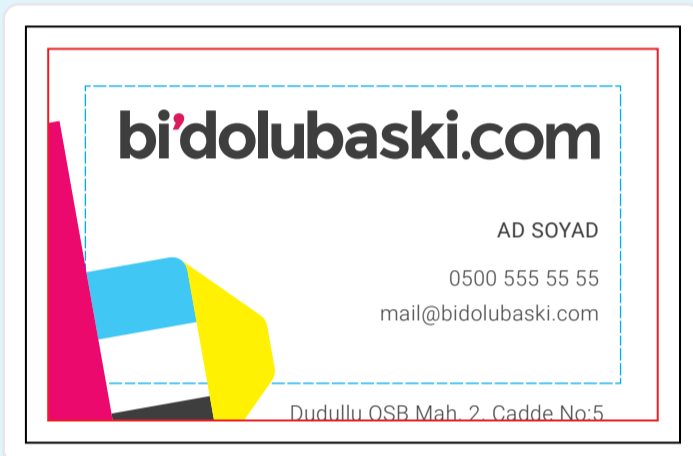 bi’dolubaski.com
AD SOYAD
0500 555 55 55
mail@bidolubaski.com
Dudullu OSB Mah. 2. Cadde No:5